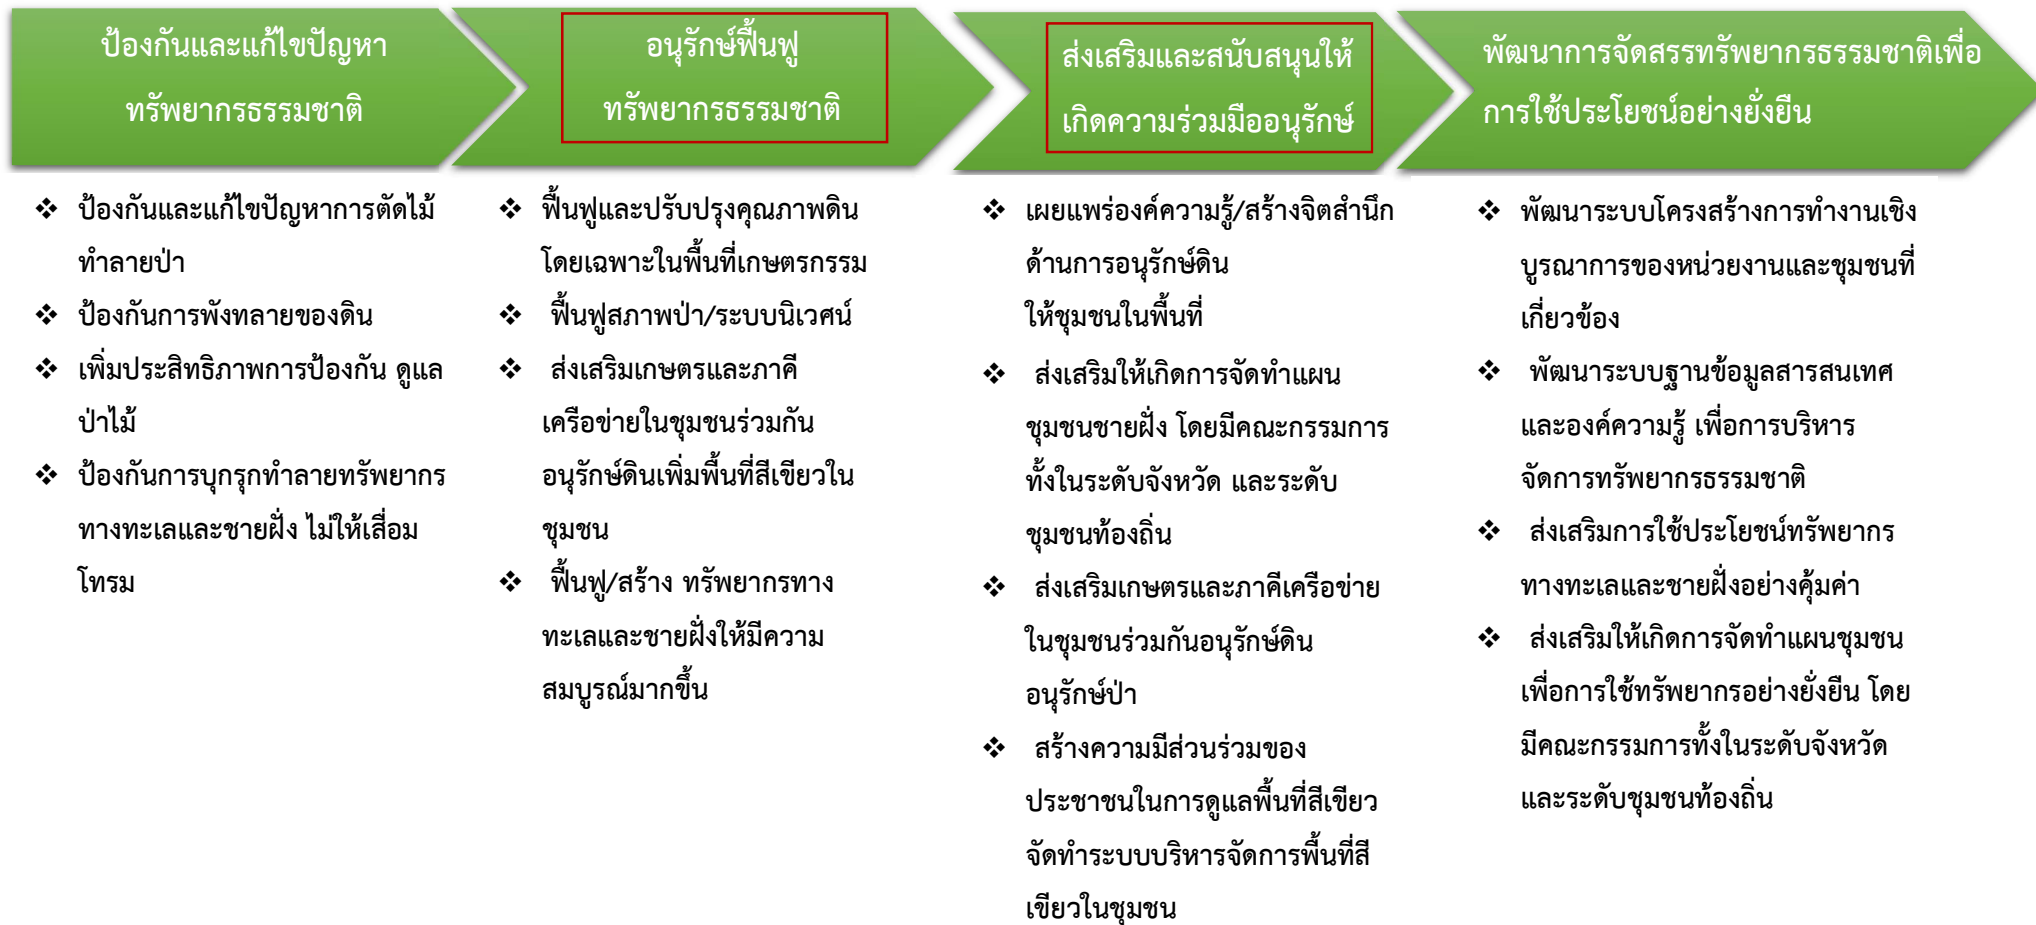 ป้องกันและแก้ไขปัญหา
ทรัพยากรธรรมชาติ
อนุรักษ์ฟื้นฟู
ทรัพยากรธรรมชาติ
ส่งเสริมและสนับสนุนให้
เกิดความร่วมมืออนุรักษ์
พัฒนาการจัดสรรทรัพยากรธรรมชาติเพื่อ
การใช้ประโยชน์อย่างยั่งยืน
❖ ป้องกันและแก้ไขปัญหาการตัดไม้
ทำลายป่า
❖ ป้องกันการพังทลายของดิน
❖ เพิ่มประสิทธิภาพการป้องกัน ดูแล
ป่าไม้
❖ ป้องกันการบุกรุกทำลายทรัพยากร
ทางทะเลและชายฝั่ง ไม่ให้เสื่อม
โทรม
❖ ฟื้นฟูและปรับปรุงคุณภาพดิน
โดยเฉพาะในพื้นที่เกษตรกรรม
❖ ฟื้นฟูสภาพป่า/ระบบนิเวศน์
❖ ส่งเสริมเกษตรและภาคี
เครือข่ายในชุมชนร่วมกัน
อนุรักษ์ดินเพิ่มพื้นที่สีเขียวใน
ชุมชน
❖ ฟื้นฟู/สร้าง ทรัพยากรทาง
ทะเลและชายฝั่งให้มีความ
สมบูรณ์มากขึ้น
❖ เผยแพร่องค์ความรู้/สร้างจิตสำนึก
ด้านการอนุรักษ์ดิน
ให้ชุมชนในพื้นที่
❖ ส่งเสริมให้เกิดการจัดทำแผน
ชุมชนชายฝั่ง โดยมีคณะกรรมการ
ทั้งในระดับจังหวัด และระดับ
ชุมชนท้องถิ่น
❖ ส่งเสริมเกษตรและภาคีเครือข่าย
ในชุมชนร่วมกันอนุรักษ์ดิน
อนุรักษ์ป่า
❖ สร้างความมีส่วนร่วมของ
ประชาชนในการดูแลพื้นที่สีเขียว
จัดทำระบบบริหารจัดการพื้นที่สี
เขียวในชุมชน
❖ พัฒนาระบบโครงสร้างการทำงานเชิง
บูรณาการของหน่วยงานและชุมชนที่
เกี่ยวข้อง
❖ พัฒนาระบบฐานข้อมูลสารสนเทศ
และองค์ความรู้ เพื่อการบริหาร
จัดการทรัพยากรธรรมชาติ
❖ ส่งเสริมการใช้ประโยชน์ทรัพยากร
ทางทะเลและชายฝั่งอย่างคุ้มค่า
❖ ส่งเสริมให้เกิดการจัดทำแผนชุมชน
เพื่อการใช้ทรัพยากรอย่างยั่งยืน โดย
มีคณะกรรมการทั้งในระดับจังหวัด
และระดับชุมชนท้องถิ่น